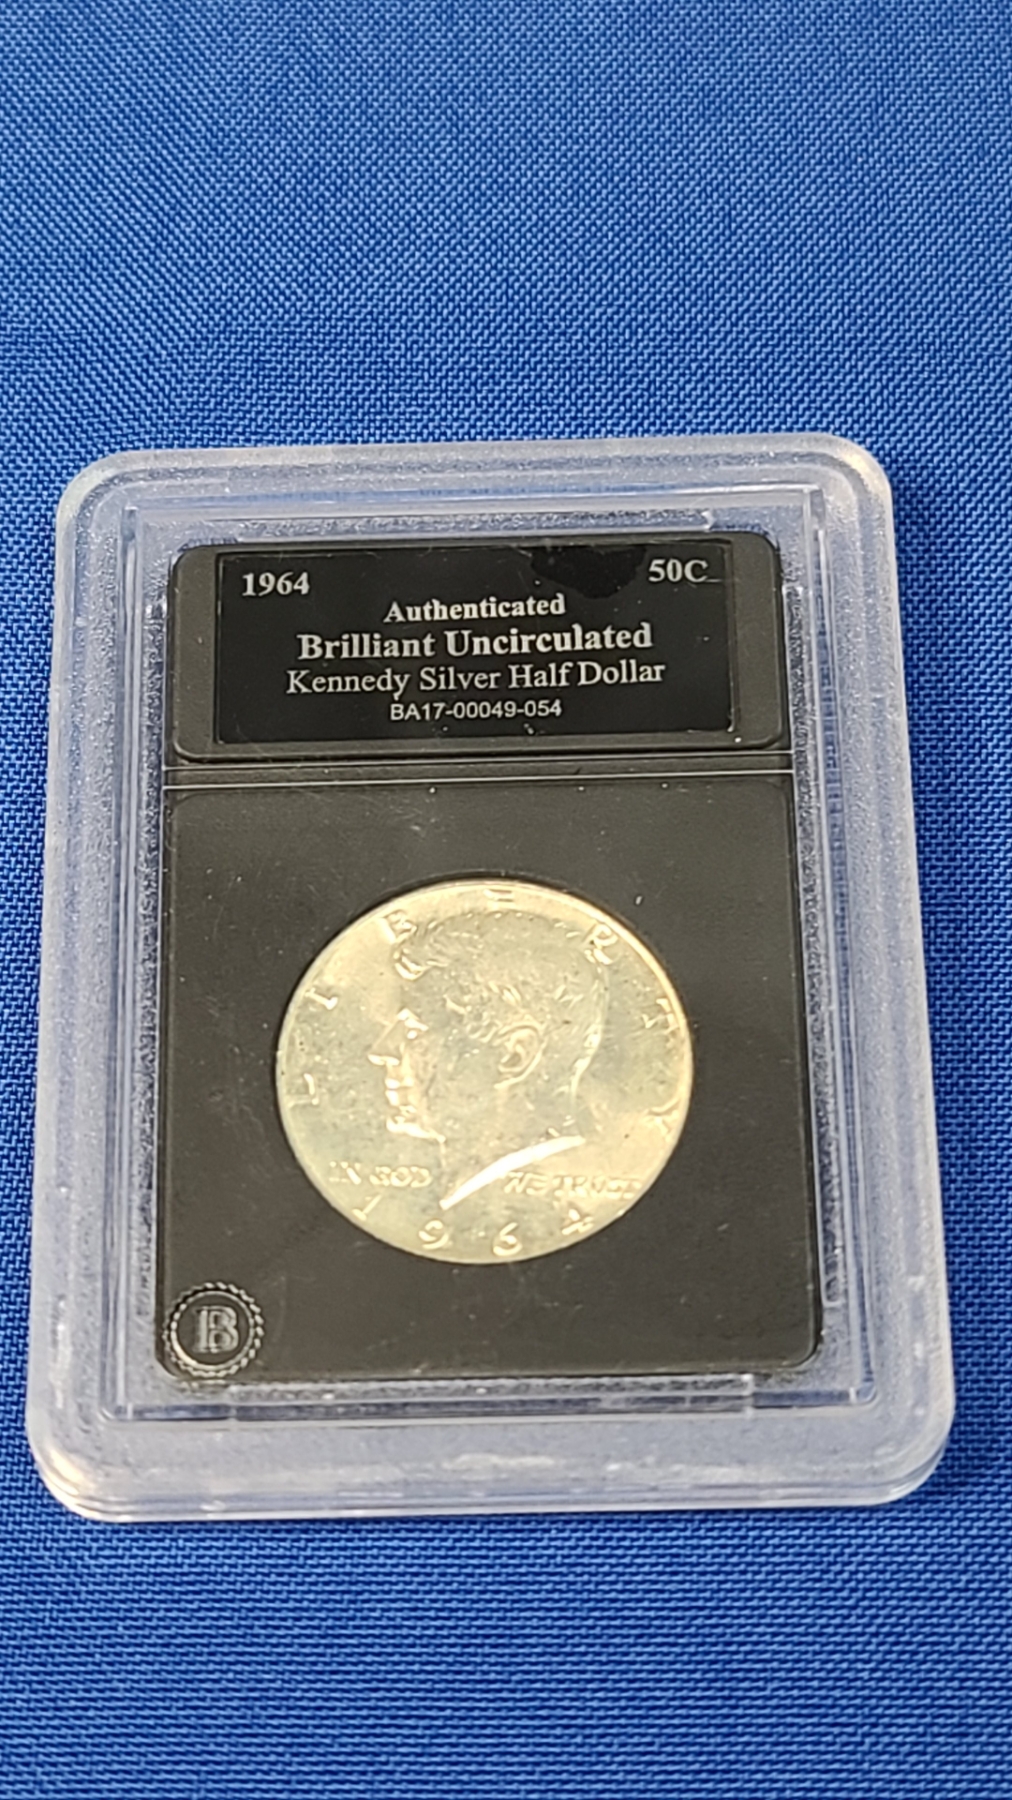 1964 50C
Authenticated
Brilliant Uncirculated
Kennedy Silver Half Dollar
BA17-00049-054
LIBERTY
IN GOD WE TRUST
1964
B